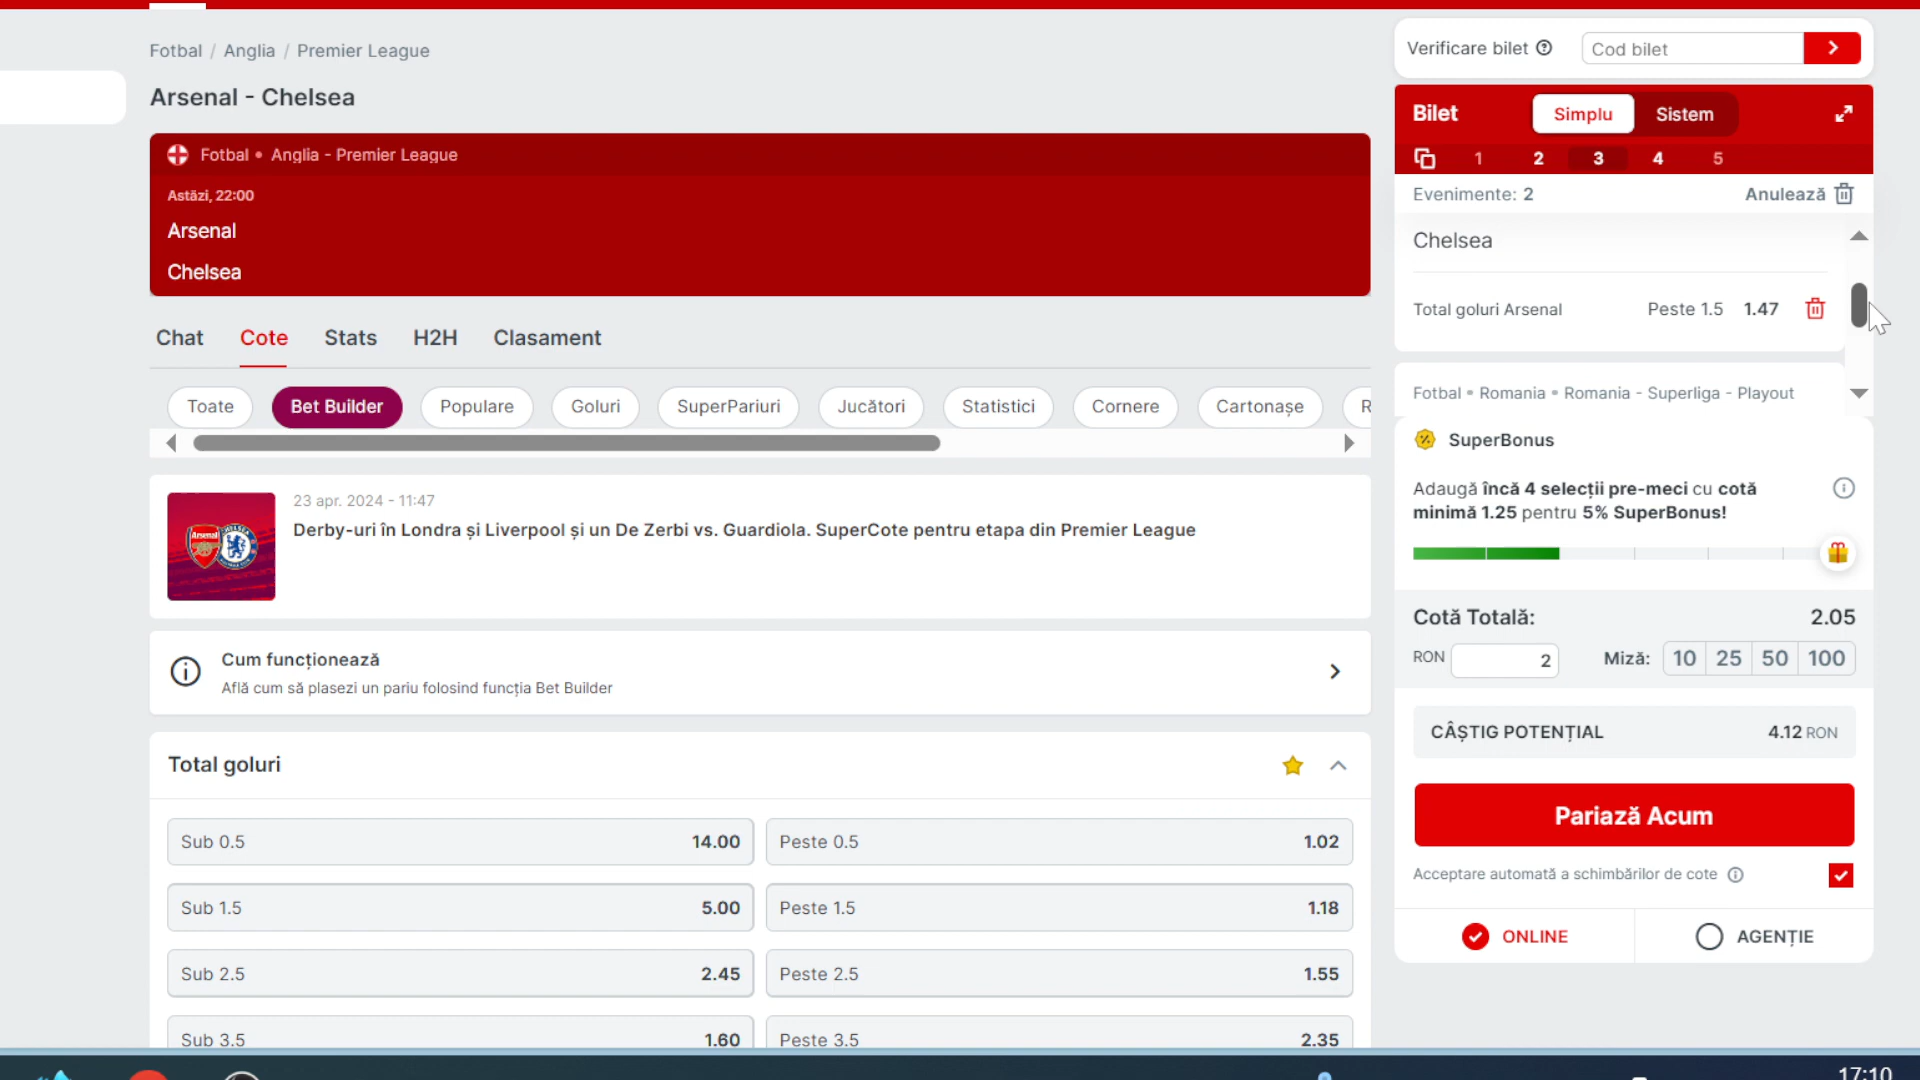 Fotbal / Anglia / Premier League
Arsenal - Chelsea
Fotbal • Anglia - Premier League
Astăzi, 22:00
Arsenal
Chelsea
Chat Cote Stats H2H Clasament
Toate Bet Builder Populare Goluri SuperPariuri Jucători Statistici Cornere Cartonașe R
Arsenal CHELSEA
23 apr. 2024 - 11:47
Derby-uri în Londra și Liverpool și un De Zerbi vs. Guardiola. SuperCote pentru etapa din Premier League
Cum funcționează
Află cum să plasezi un pariu folosind funcția Bet Builder
Total goluri
Sub 0.5 14.00 Peste 0.5 1.02
Sub 1.5 5.00 Peste 1.5 1.18
Sub 2.5 2.45 Peste 2.5 1.55
Sub 3.5 1.60 Peste 3.5 2.35
Verificare bilet Cod bilet
Bilet Simplu Sistem
1 2 3 4 5
Evenimente: 2 Anulează
Chelsea
Total goluri Arsenal Peste 1.5 1.47
Fotbal • Romania • Romania - Superliga - Playout
SuperBonus
Adaugă încă 4 selecții pre-meci cu cotă
minimă 1.25 pentru 5% SuperBonus!
Cotă Totală: 2.05
RON 2 Miză: 10 25 50 100
CÂȘTIG POTENȚIAL 4.12 RON
Pariază Acum
Acceptare automată a schimbărilor de cote
ONLINE AGENȚIE
17:10